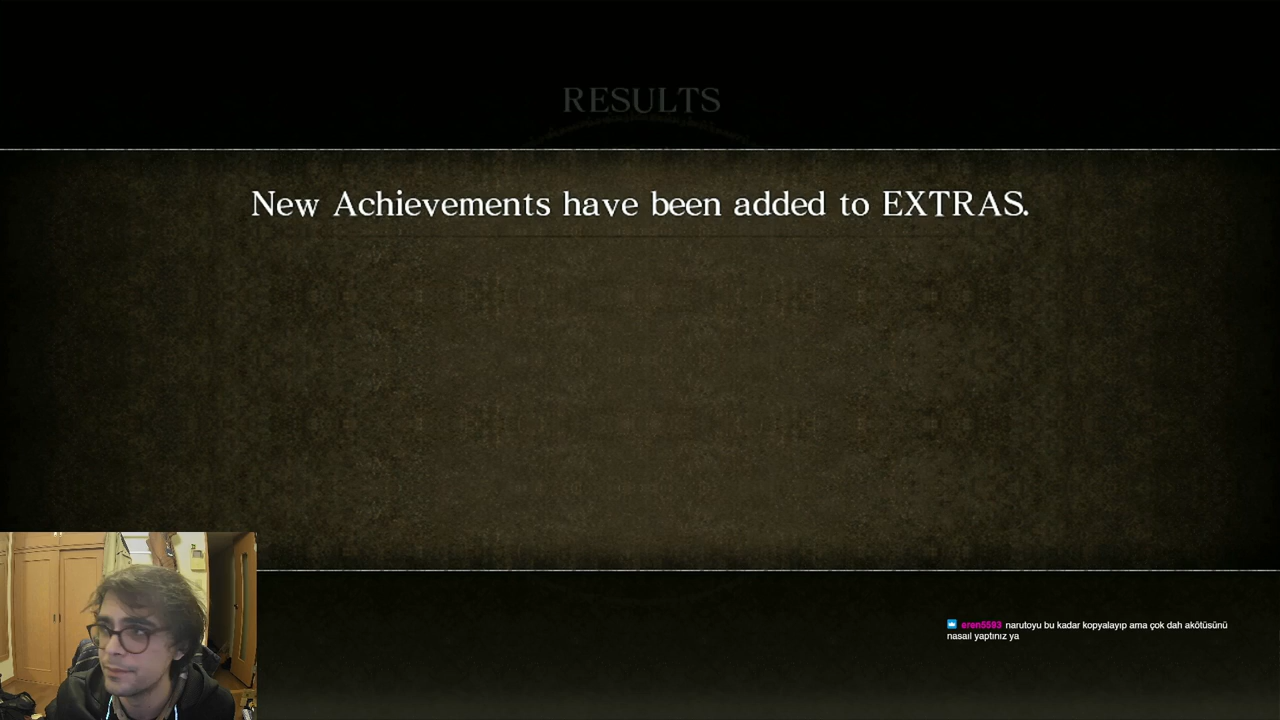 RESULTS
New Achievements have been added to EXTRAS.
eren5593 narutoyu bu kadar kopyalayıp ama çok dah akötüsünü
nasaıl yaptınız ya